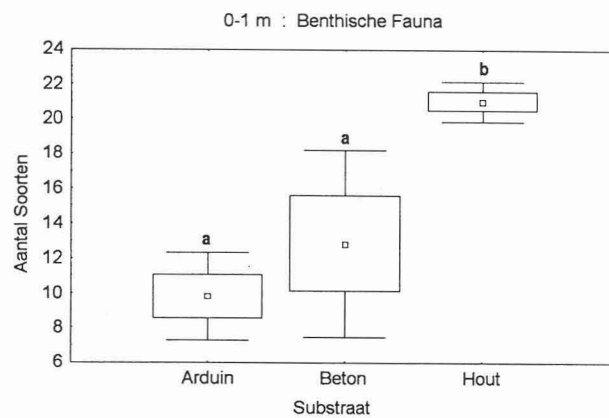 0-1 m : Benthische Fauna
Aantal Soorten
24
22
20
18
16
14
12
10
8
6
a
a
b
Arduin
Beton
Hout
Substraat